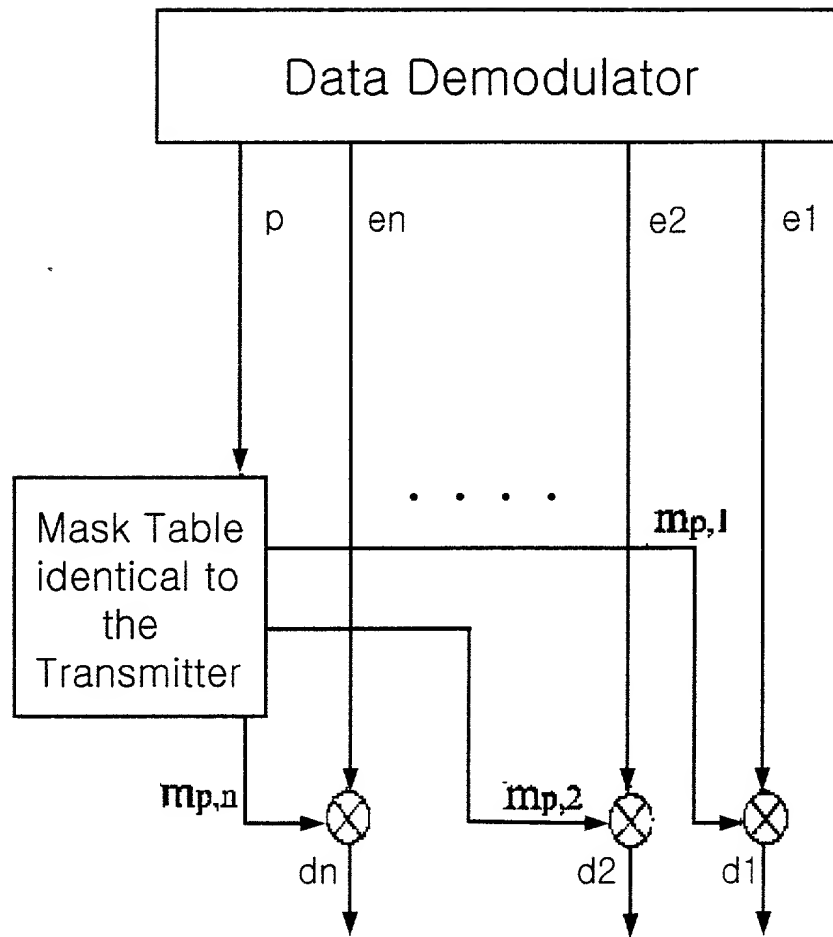 Data Demodulator
p en e2 e1
. . . .
mp,1
Mask Table
identical to
the
Transmitter
mp,n mp,2
dn d2 d1